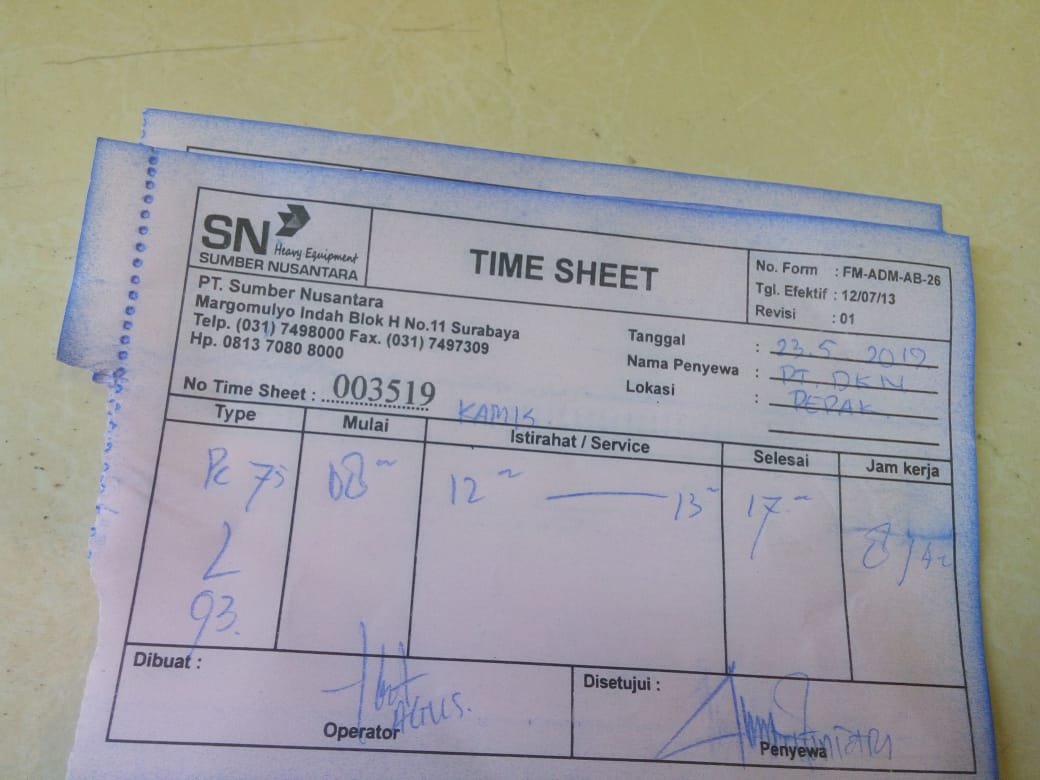 SN
Heavy Equipment
SUMBER NUSANTARA
TIME SHEET
No. Form : FM-ADM-AB-26
Tgl. Efektif : 12/07/13
Revisi : 01
PT. Sumber Nusantara
Margomulyo Indah Blok H No.11 Surabaya
Telp. (031) 7498000 Fax. (031) 7497309
Hp. 0813 7080 8000
Tanggal : 23.5 2019
Nama Penyewa : PT. DKN
Lokasi : PERAK
No Time Sheet : 003519
KAMIS.
Type Mulai Istirahat / Service Selesai Jam kerja
PC 75 08 12 — 13 17 8
L
93.
Dibuat :
Disetujui :
AGUS.
Operator
Penyewa